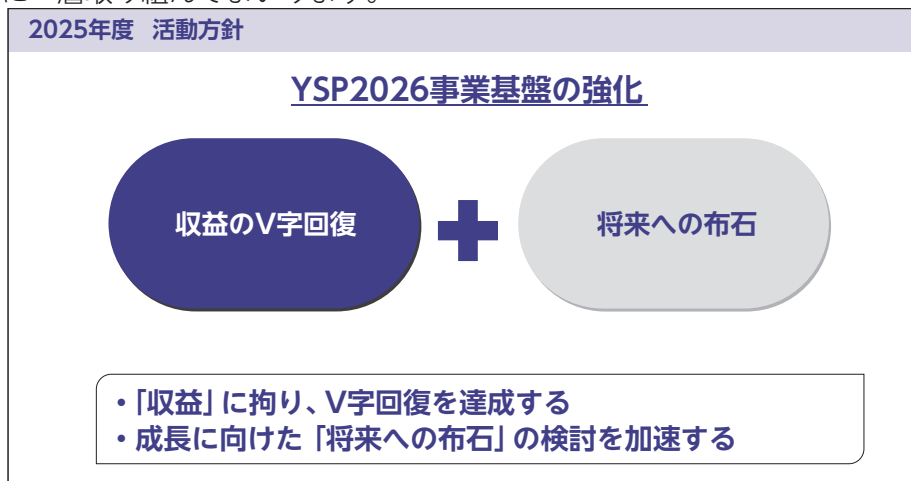 2025年度 活動方針
YSP2026事業基盤の強化
収益のV字回復
将来への布石
・「収益」に拘り、V字回復を達成する
・成長に向けた「将来への布石」の検討を加速する